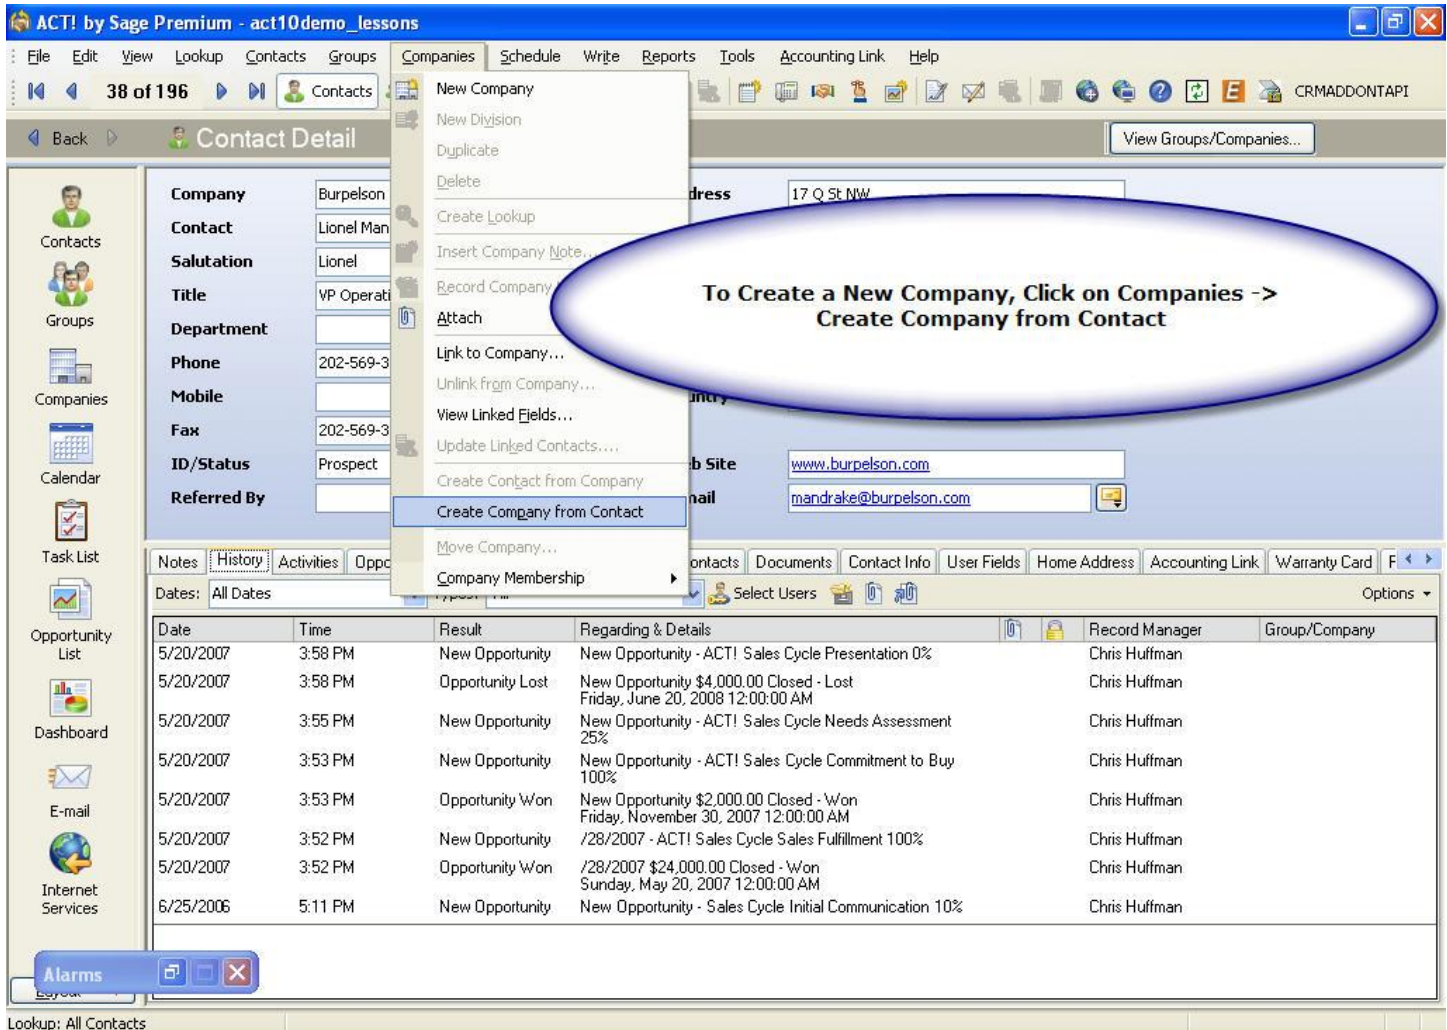 ACT! by Sage Premium - act10demo_lessons
File Edit View Lookup Contacts Groups Companies Schedule Write Reports Tools Accounting Link Help
38 of 196 Contacts CRMADDONTAPI
Back Contact Detail View Groups/Companies...
New Company
New Division
Duplicate
Delete
Create Lookup
Insert Company Note...
Record Company
Attach
Link to Company...
Unlink from Company...
View Linked Fields...
Update Linked Contacts....
Create Contact from Company
Create Company from Contact
Move Company...
Company Membership
Contacts
Groups
Companies
Calendar
Task List
Opportunity
List
Dashboard
E-mail
Internet
Services
Company Burpelson
Contact Lionel Man
Salutation Lionel
Title VP Operati
Department
Phone 202-569-3
Mobile
Fax 202-569-3
ID/Status Prospect
Referred By
dress 17 Q St NW
untry
b Site www.burpelson.com
nail mandrake@burpelson.com
To Create a New Company, Click on Companies ->
Create Company from Contact
Notes History Activities Oppo ontacts Documents Contact Info User Fields Home Address Accounting Link Warranty Card F
Dates: All Dates Types: All Select Users Options
Date Time Result Regarding & Details Record Manager Group/Company
5/20/2007 3:58 PM New Opportunity New Opportunity - ACT! Sales Cycle Presentation 0% Chris Huffman
5/20/2007 3:58 PM Opportunity Lost New Opportunity $4,000.00 Closed - Lost Chris Huffman
Friday, June 20, 2008 12:00:00 AM
5/20/2007 3:55 PM New Opportunity New Opportunity - ACT! Sales Cycle Needs Assessment Chris Huffman
25%
5/20/2007 3:53 PM New Opportunity New Opportunity - ACT! Sales Cycle Commitment to Buy Chris Huffman
100%
5/20/2007 3:53 PM Opportunity Won New Opportunity $2,000.00 Closed - Won Chris Huffman
Friday, November 30, 2007 12:00:00 AM
5/20/2007 3:52 PM New Opportunity /28/2007 - ACT! Sales Cycle Sales Fulfillment 100% Chris Huffman
5/20/2007 3:52 PM Opportunity Won /28/2007 $24,000.00 Closed - Won Chris Huffman
Sunday, May 20, 2007 12:00:00 AM
6/25/2006 5:11 PM New Opportunity New Opportunity - Sales Cycle Initial Communication 10% Chris Huffman
Alarms
Layout
Lookup: All Contacts